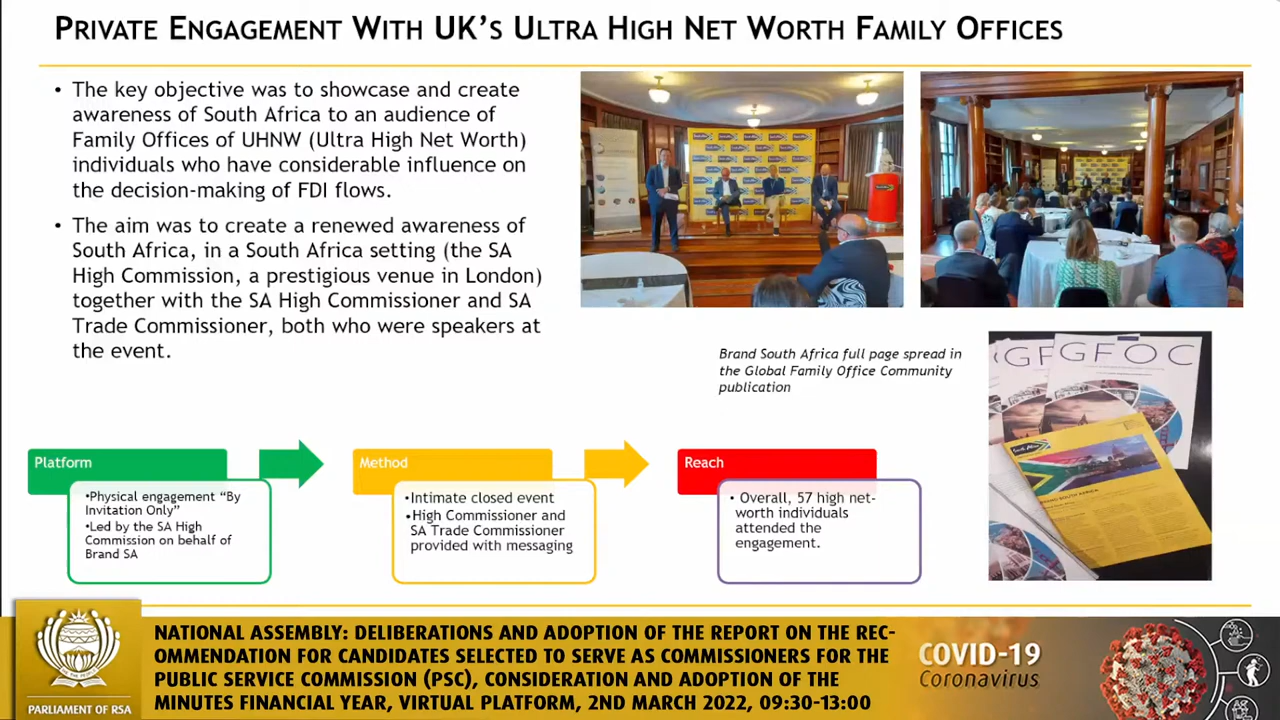 PRIVATE ENGAGEMENT WITH UK'S ULTRA HIGH NET WORTH FAMILY OFFICES
• The key objective was to showcase and create
awareness of South Africa to an audience of
Family Offices of UHNW (Ultra High Net Worth)
individuals who have considerable influence on
the decision-making of FDI flows.
• The aim was to create a renewed awareness of
South Africa, in a South Africa setting (the SA
High Commission, a prestigious venue in London)
together with the SA High Commissioner and SA
Trade Commissioner, both who were speakers at
the event.
Brand South Africa full page spread in
the Global Family Office Community
publication
GFOC
Platform
•Physical engagement “By
Invitation Only”
•Led by the SA High
Commission on behalf of
Brand SA
Method
•Intimate closed event
•High Commissioner and
SA Trade Commissioner
provided with messaging
Reach
• Overall, 57 high net-
worth individuals
attended the
engagement.
PARLIAMENT OF RSA
NATIONAL ASSEMBLY: DELIBERATIONS AND ADOPTION OF THE REPORT ON THE REC-
OMMENDATION FOR CANDIDATES SELECTED TO SERVE AS COMMISSIONERS FOR THE
PUBLIC SERVICE COMMISSION (PSC), CONSIDERATION AND ADOPTION OF THE
MINUTES FINANCIAL YEAR, VIRTUAL PLATFORM, 2ND MARCH 2022, 09:30-13:00
COVID-19
Coronavirus